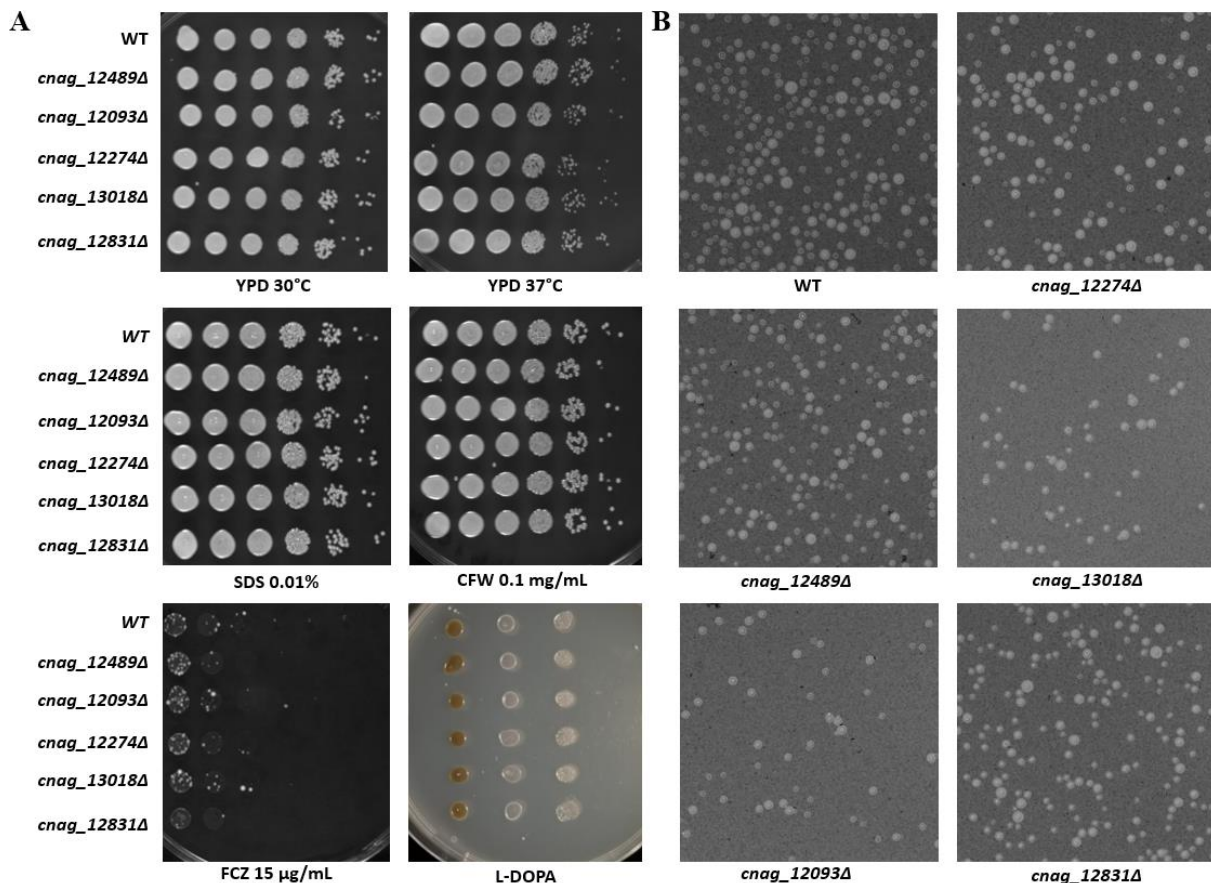 A
WT
cnag_12489Δ
cnag_12093Δ
cnag_12274Δ
cnag_13018Δ
cnag_12831Δ
YPD 30°C
YPD 37°C
WT
cnag_12489Δ
cnag_12093Δ
cnag_12274Δ
cnag_13018Δ
cnag_12831Δ
SDS 0.01%
CFW 0.1 mg/mL
WT
cnag_12489Δ
cnag_12093Δ
cnag_12274Δ
cnag_13018Δ
cnag_12831Δ
FCZ 15 µg/mL
L-DOPA
B
WT
cnag_12274Δ
cnag_12489Δ
cnag_13018Δ
cnag_12093Δ
cnag_12831Δ